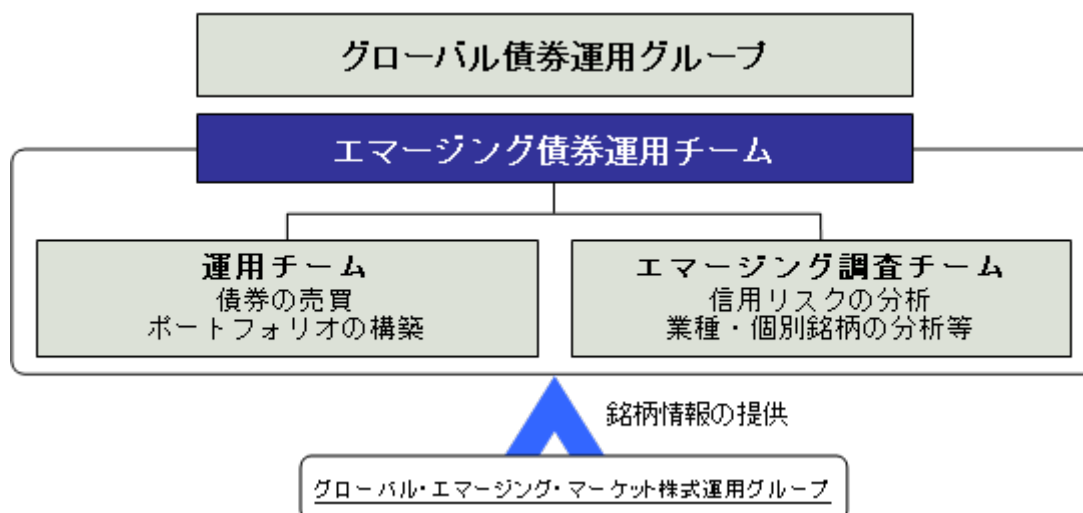 グローバル債券運用グループ
エマージング債券運用チーム
運用チーム
債券の売買
ポートフォリオの構築
エマージング調査チーム
信用リスクの分析
業種・個別銘柄の分析等
銘柄情報の提供
グローバル・エマージング・マーケット株式運用グループ